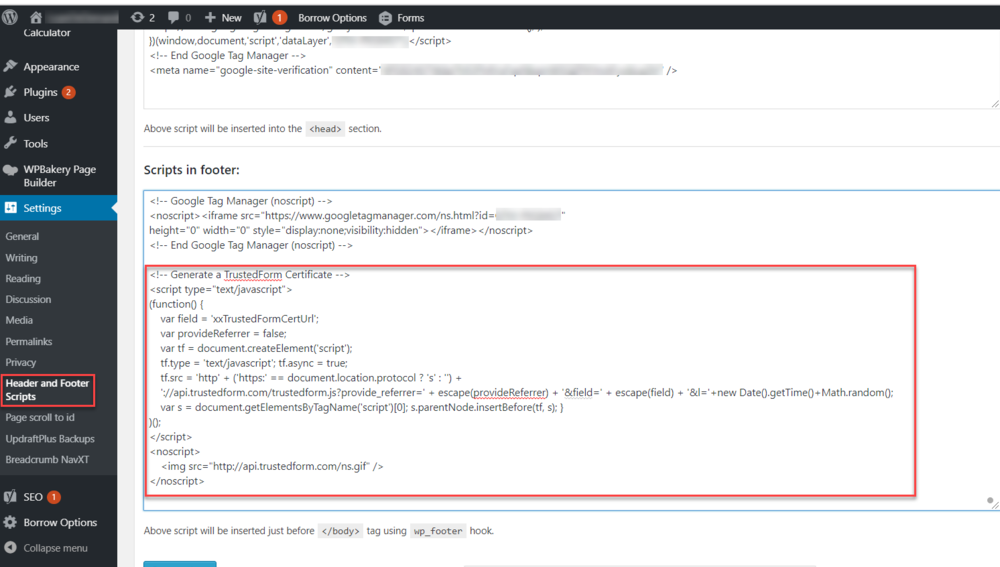 2 0 New 1 Borrow Options Forms
Calculator
Appearance
Plugins 2
Users
Tools
WPBakery Page
Builder
Settings
General
Writing
Reading
Discussion
Media
Permalinks
Privacy
Header and Footer
Scripts
Page scroll to id
UpdraftPlus Backups
Breadcrumb NavXT
SEO 1
Borrow Options
Collapse menu
})(window,document,'script','dataLayer', </script>
<!-- End Google Tag Manager -->
<meta name="google-site-verification" content=" " />
Above script will be inserted into the <head> section.
Scripts in footer:
<!-- Google Tag Manager (noscript) -->
<noscript><iframe src="https://www.googletagmanager.com/ns.html?id= "
height="0" width="0" style="display:none;visibility:hidden"></iframe></noscript>
<!-- End Google Tag Manager (noscript) -->
<!-- Generate a TrustedForm Certificate -->
<script type="text/javascript">
(function() {
var field = 'xxTrustedFormCertUrl';
var provideReferrer = false;
var tf = document.createElement('script');
tf.type = 'text/javascript'; tf.async = true;
tf.src = 'http' + ('https:' == document.location.protocol ? 's' : '') +
'://api.trustedform.com/trustedform.js?provide_referrer=' + escape(provideReferrer) + '&field=' + escape(field) + '&l='+new Date().getTime()+Math.random();
var s = document.getElementsByTagName('script')[0]; s.parentNode.insertBefore(tf, s); }
)();
</script>
<noscript>
<img src="http://api.trustedform.com/ns.gif" />
</noscript>
Above script will be inserted just before </body> tag using wp_footer hook.